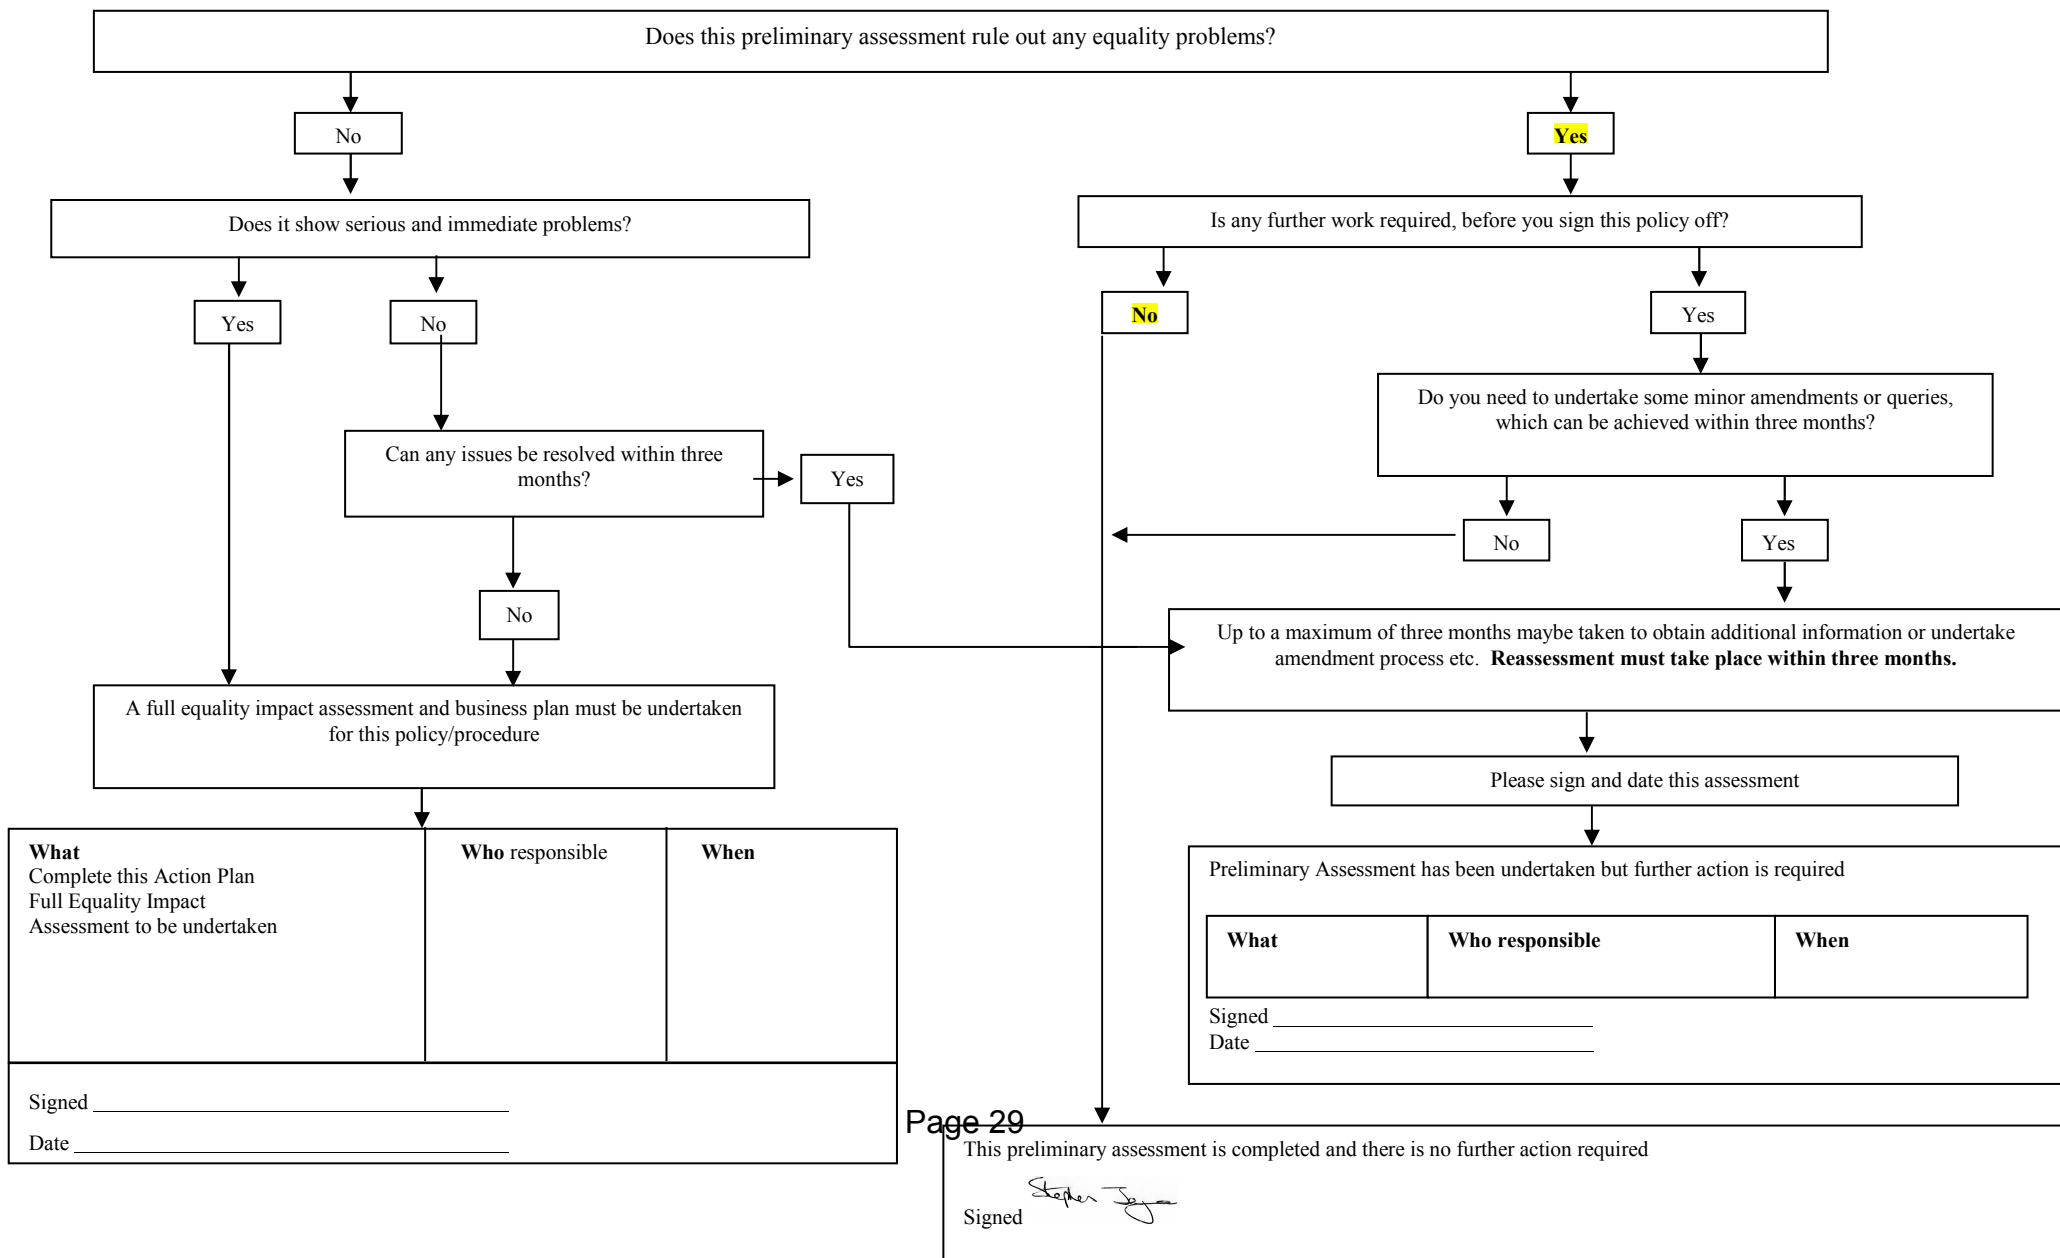 Does this preliminary assessment rule out any equality problems?
No
Yes
Does it show serious and immediate problems?
Is any further work required, before you sign this policy off?
Yes
No
No
Yes
Do you need to undertake some minor amendments or queries,
which can be achieved within three months?
Can any issues be resolved within three
months?
Yes
No
Yes
No
Up to a maximum of three months maybe taken to obtain additional information or undertake
amendment process etc.  Reassessment must take place within three months.
A full equality impact assessment and business plan must be undertaken
for this policy/procedure
Please sign and date this assessment
What
Complete this Action Plan
Full Equality Impact
Assessment to be undertaken
Who responsible
When
Signed
Date
Preliminary Assessment has been undertaken but further action is required
What
Who responsible
When
Signed
Date
Page 29
This preliminary assessment is completed and there is no further action required
Stephen
Signed